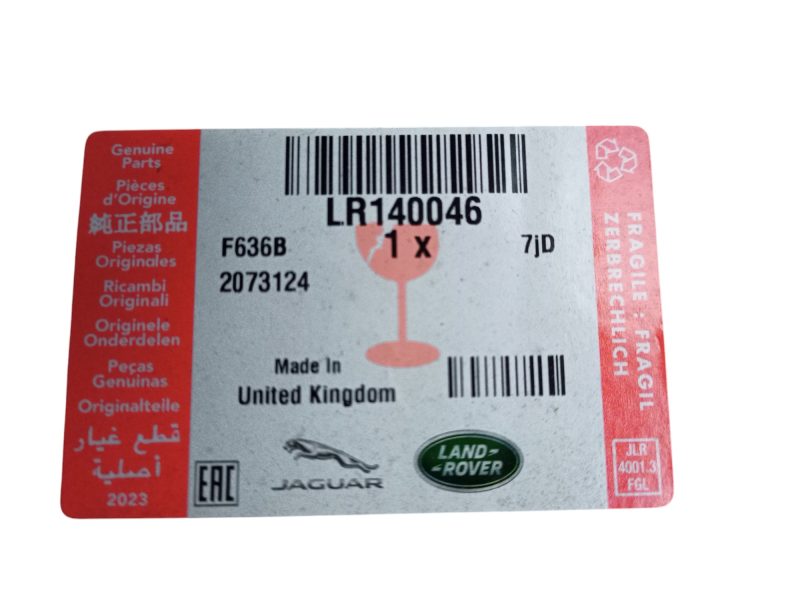 Genuine
Parts
Pièces
d'Origine
純正部品
Piezas
Originales
Ricambi
Originali
Originele
Onderdelen
Peças
Genuinas
Originalteile
قطع غيار
أصلية
2023
LR140046
1 x
F636B
7jD
2073124
Made In
United Kingdom
EAC
JAGUAR
LAND-
-ROVER
FRAGILE : FRAGIL
ZERBRECHLICH
JLR
4001.3
FGL